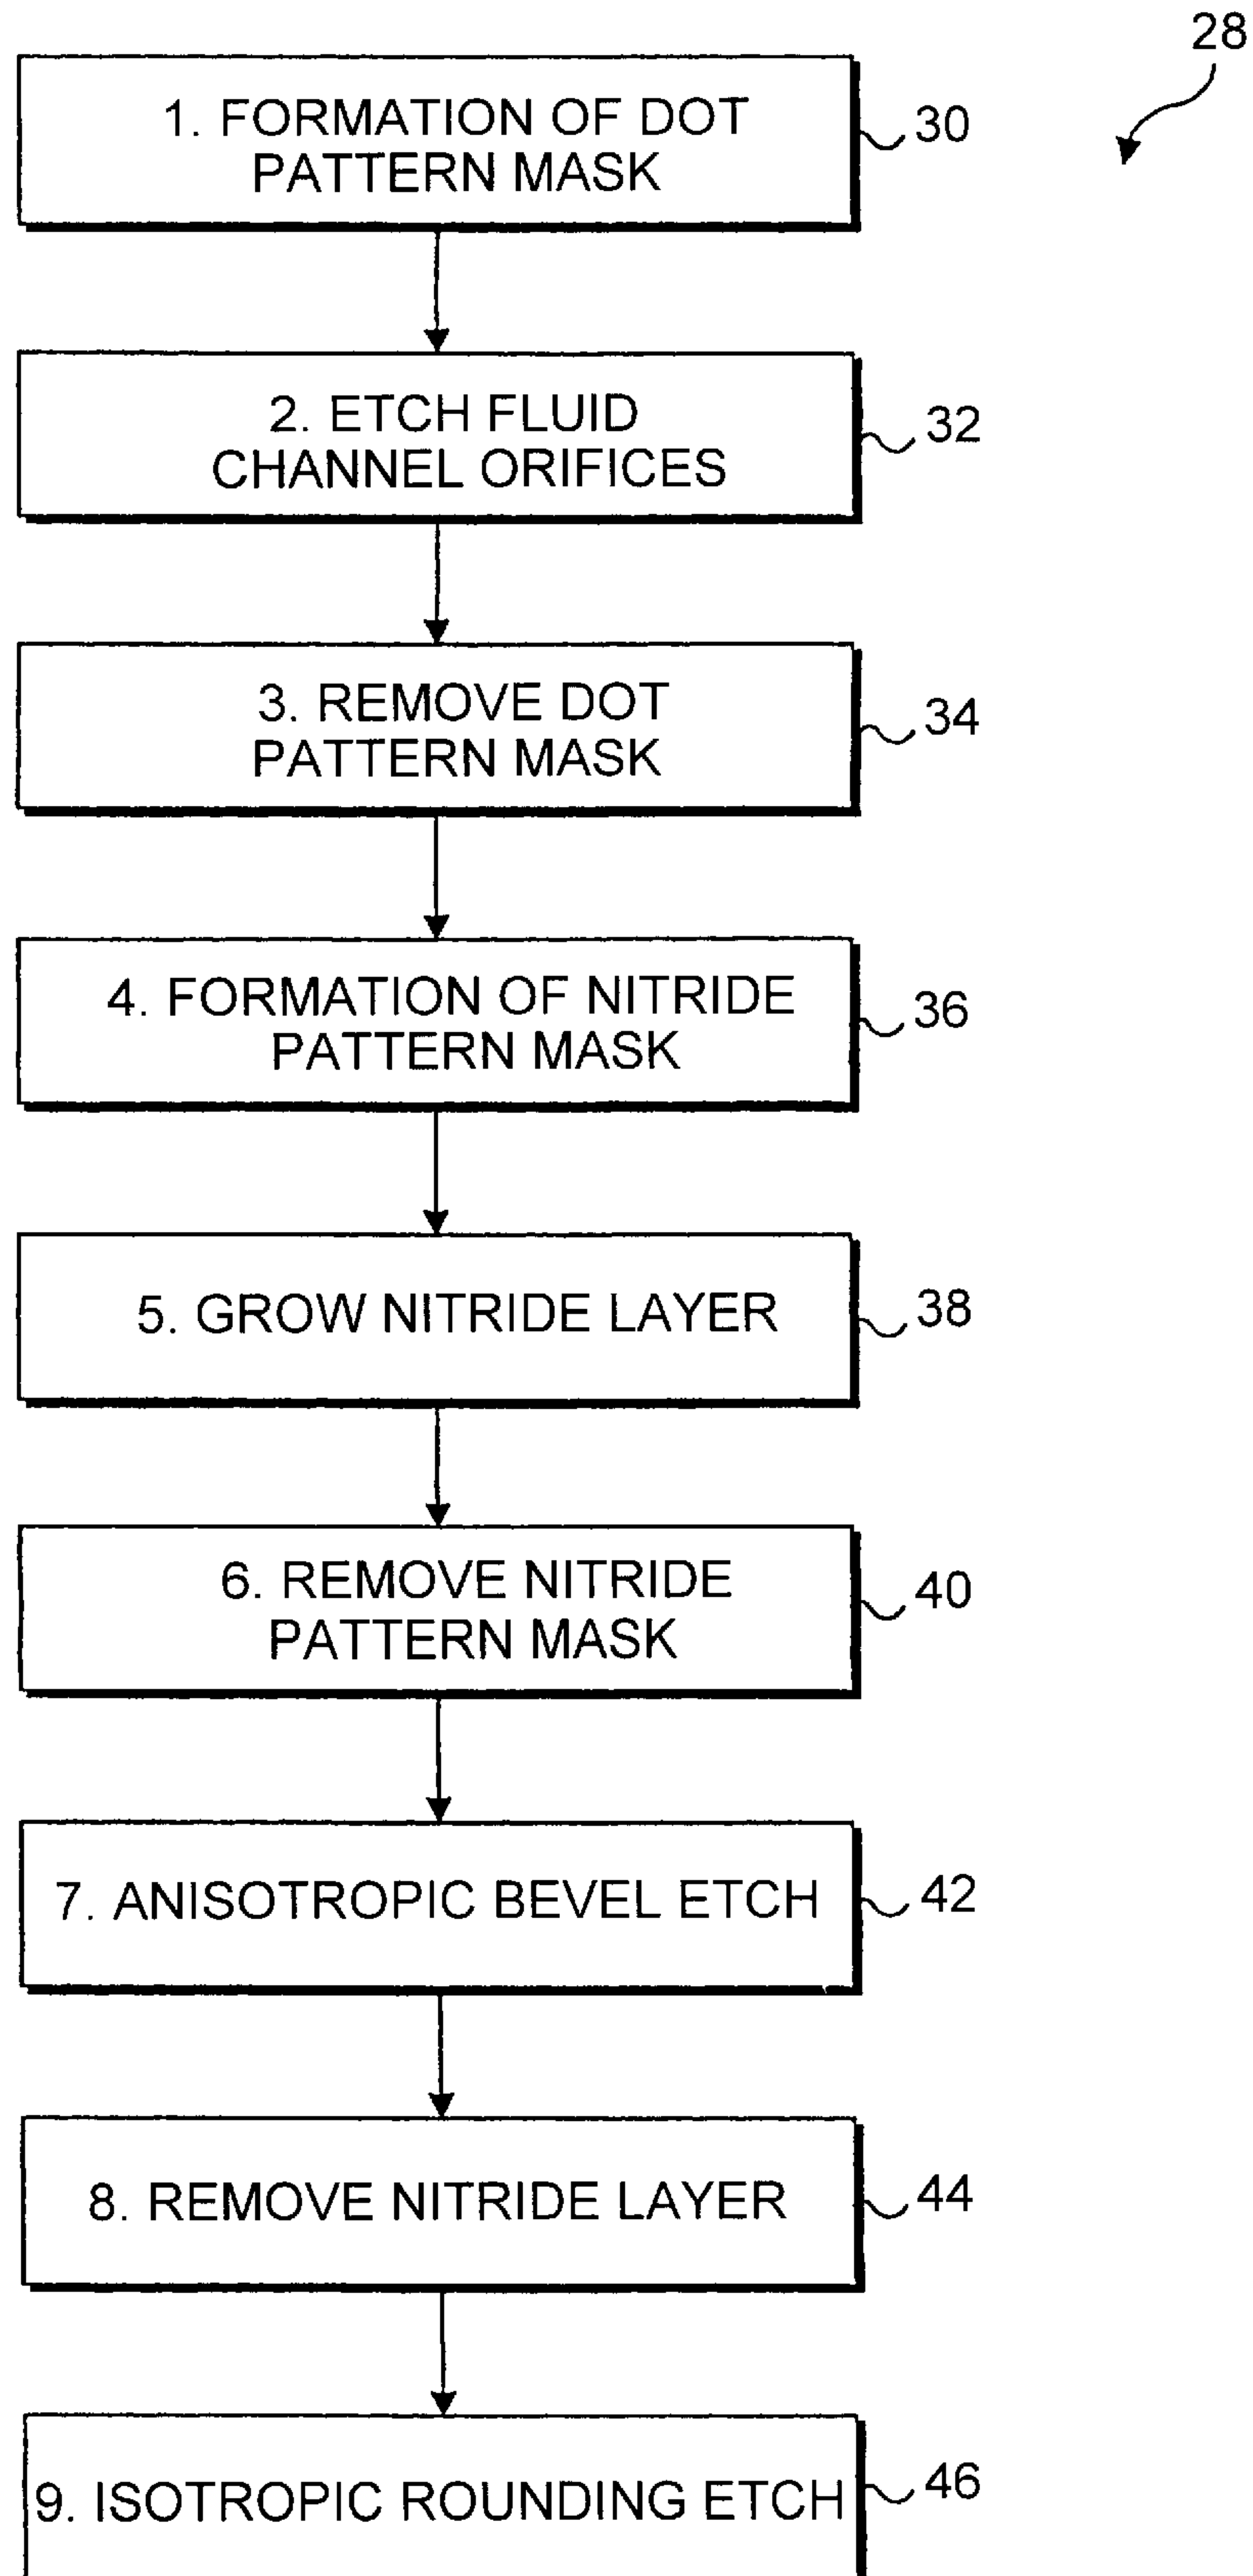 28
1. FORMATION OF DOT
PATTERN MASK
30
2. ETCH FLUID
CHANNEL ORIFICES
32
3. REMOVE DOT
PATTERN MASK
34
4. FORMATION OF NITRIDE
PATTERN MASK
36
5. GROW NITRIDE LAYER
38
6. REMOVE NITRIDE
PATTERN MASK
40
7. ANISOTROPIC BEVEL ETCH
42
8. REMOVE NITRIDE LAYER
44
9. ISOTROPIC ROUNDING ETCH
46